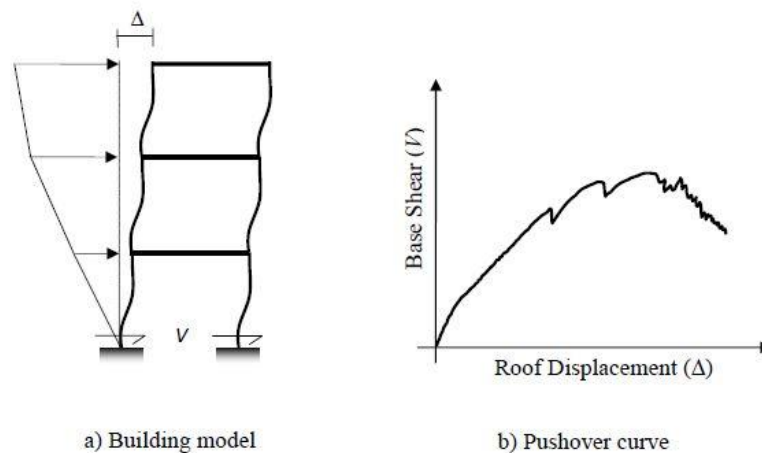 Δ
V
a) Building model
Base Shear (V)
Roof Displacement (Δ)
b) Pushover curve